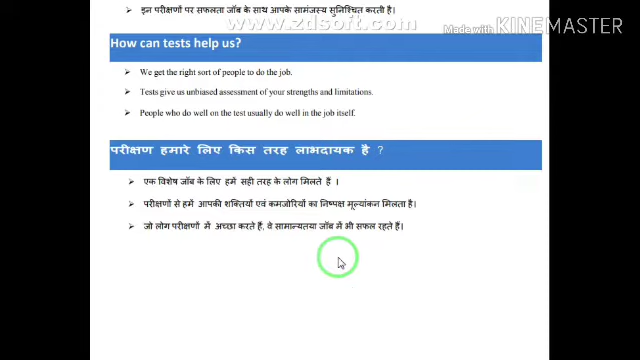 ➢ इन परीक्षणों पर सफलता जॉब के साथ आपके सामंजस्य सुनिश्चित करती है।
www.zdsoft.com
Made with KINEMASTER
How can tests help us?
➢ We get the right sort of people to do the job.
➢ Tests give us unbiased assessment of your strengths and limitations.
➢ People who do well on the test usually do well in the job itself.
परीक्षण हमारे लिए किस तरह लाभदायक है ?
➢ एक विशेष जॉब के लिए हमें सही तरह के लोग मिलते हैं ।
➢ परीक्षणों से हमें आपकी शक्तियों एवं कमजोरियों का निष्पक्ष मूल्यांकन मिलता है।
➢ जो लोग परीक्षणों में अच्छा करते हैं, वे सामान्यतया जॉब में भी सफल रहते हैं।